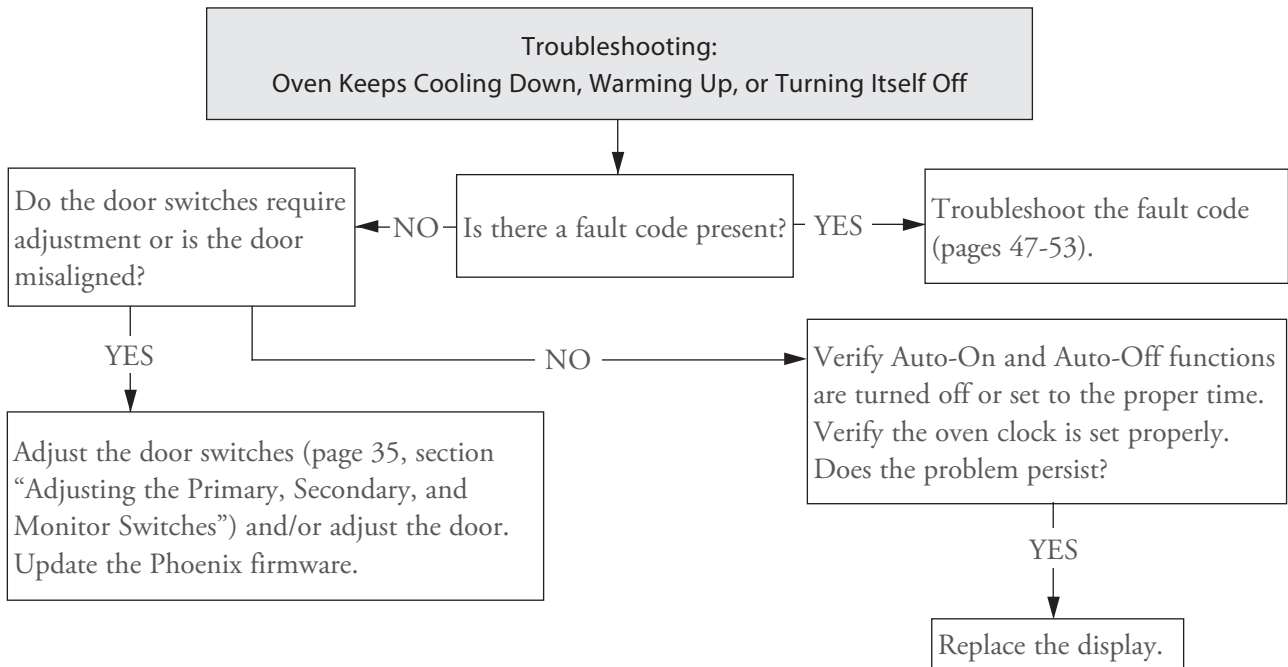 Troubleshooting:
Oven Keeps Cooling Down, Warming Up, or Turning Itself Off
Do the door switches require
adjustment or is the door
misaligned?
NO
Is there a fault code present?
YES
Troubleshoot the fault code
(pages 47-53).
YES
NO
Verify Auto-On and Auto-Off functions
are turned off or set to the proper time.
Verify the oven clock is set properly.
Does the problem persist?
Adjust the door switches (page 35, section
“Adjusting the Primary, Secondary, and
Monitor Switches”) and/or adjust the door.
Update the Phoenix firmware.
YES
Replace the display.